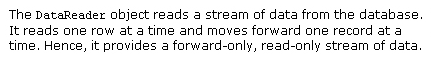 The DataReader object reads a stream of data from the database.
It reads one row at a time and moves forward one record at a
time. Hence, it provides a forward-only, read-only stream of data.